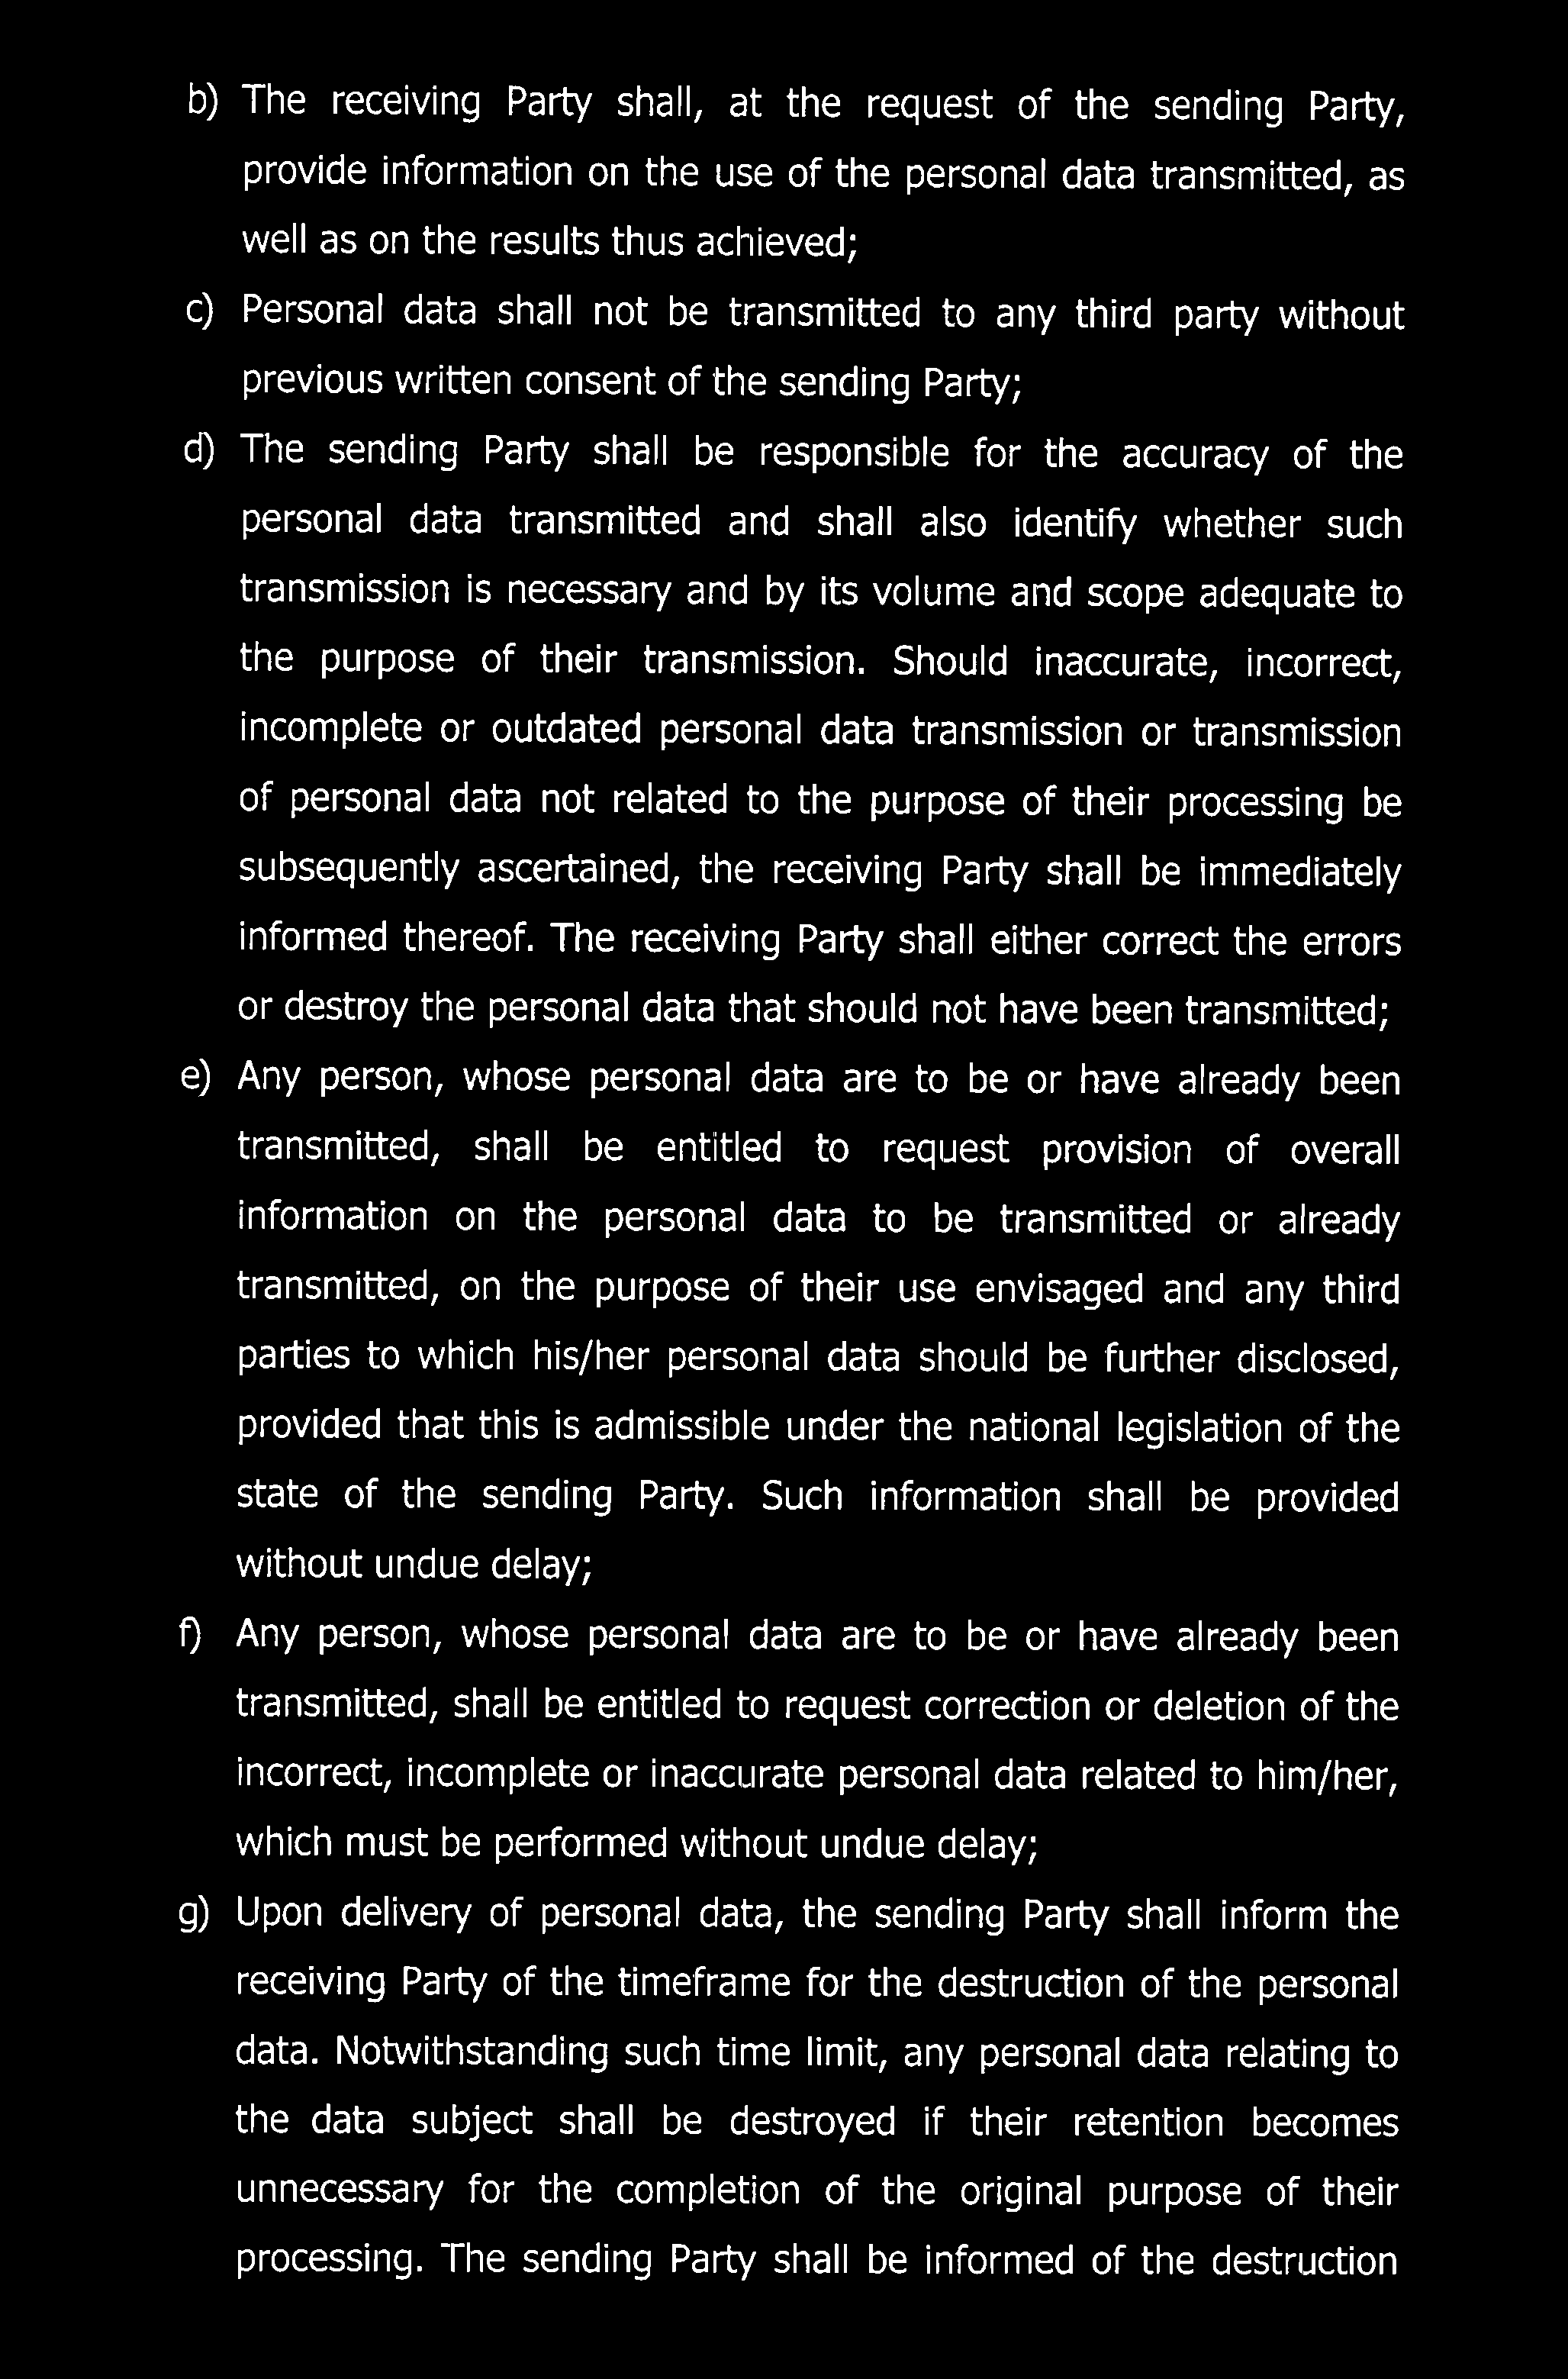 b) The receiving Party shall, at the request of the sending Party,
provide information on the use of the personal data transmitted, as
well as on the results thus achieved;
c) Personal data shall not be transmitted to any third party without
previous written consent of the sending Party;
d) The sending Party shall be responsible for the accuracy of the
personal data transmitted and shall also identify whether such
transmission is necessary and by its volume and scope adequate to
the purpose of their transmission. Should inaccurate, incorrect,
incomplete or outdated personal data transmission or transmission
of personal data not related to the purpose of their processing be
subsequently ascertained, the receiving Party shall be immediately
informed thereof. The receiving Party shall either correct the errors
or destroy the personal data that should not have been transmitted;
e) Any person, whose personal data are to be or have already been
transmitted, shall be entitled to request provision of overall
information on the personal data to be transmitted or already
transmitted, on the purpose of their use envisaged and any third
parties to which his/her personal data should be further disclosed,
provided that this is admissible under the national legislation of the
state of the sending Party. Such information shall be provided
without undue delay;
f) Any person, whose personal data are to be or have already been
transmitted, shall be entitled to request correction or deletion of the
incorrect, incomplete or inaccurate personal data related to him/her,
which must be performed without undue delay;
g) Upon delivery of personal data, the sending Party shall inform the
receiving Party of the timeframe for the destruction of the personal
data. Notwithstanding such time limit, any personal data relating to
the data subject shall be destroyed if their retention becomes
unnecessary for the completion of the original purpose of their
processing. The sending Party shall be informed of the destruction